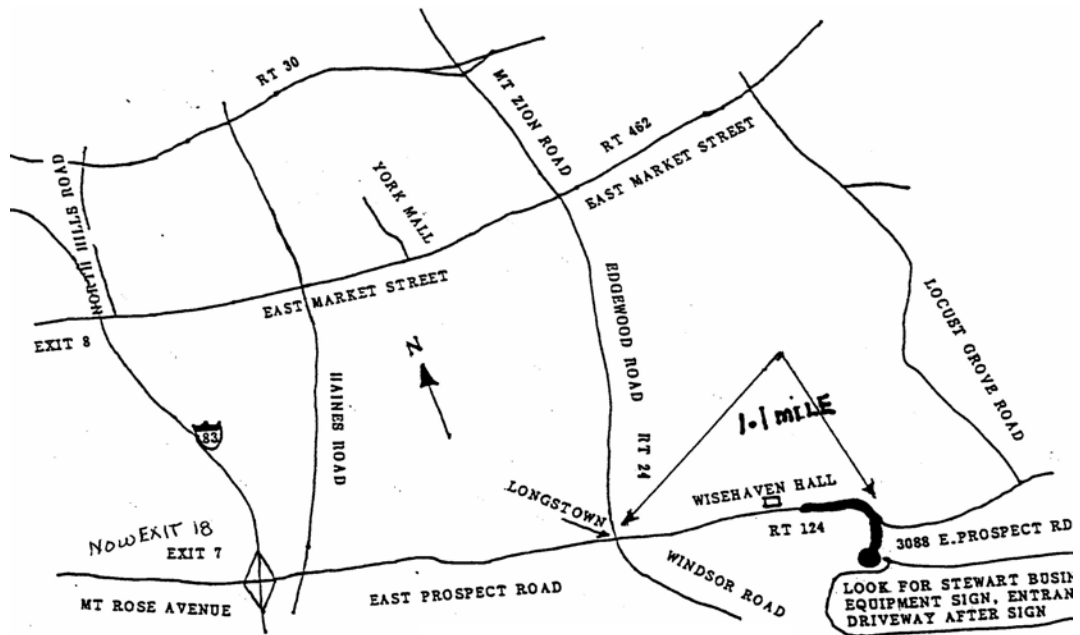 RT 30
MT ZION ROAD
RT 462
EAST MARKET STREET
NORTH HILLS ROAD
YORK MALL
EAST MARKET STREET
EXIT 8
N
HAINES ROAD
EDGEWOOD ROAD
RT 24
LOCUST GROVE ROAD
83
1.1 MILE
LONGSTOWN
WISEHAVEN HALL
RT 124
NOW EXIT 18
EXIT 7
MT ROSE AVENUE
EAST PROSPECT ROAD
WINDSOR ROAD
3088 E.PROSPECT RD
LOOK FOR STEWART BUSIN
EQUIPMENT SIGN, ENTRAN
DRIVEWAY AFTER SIGN